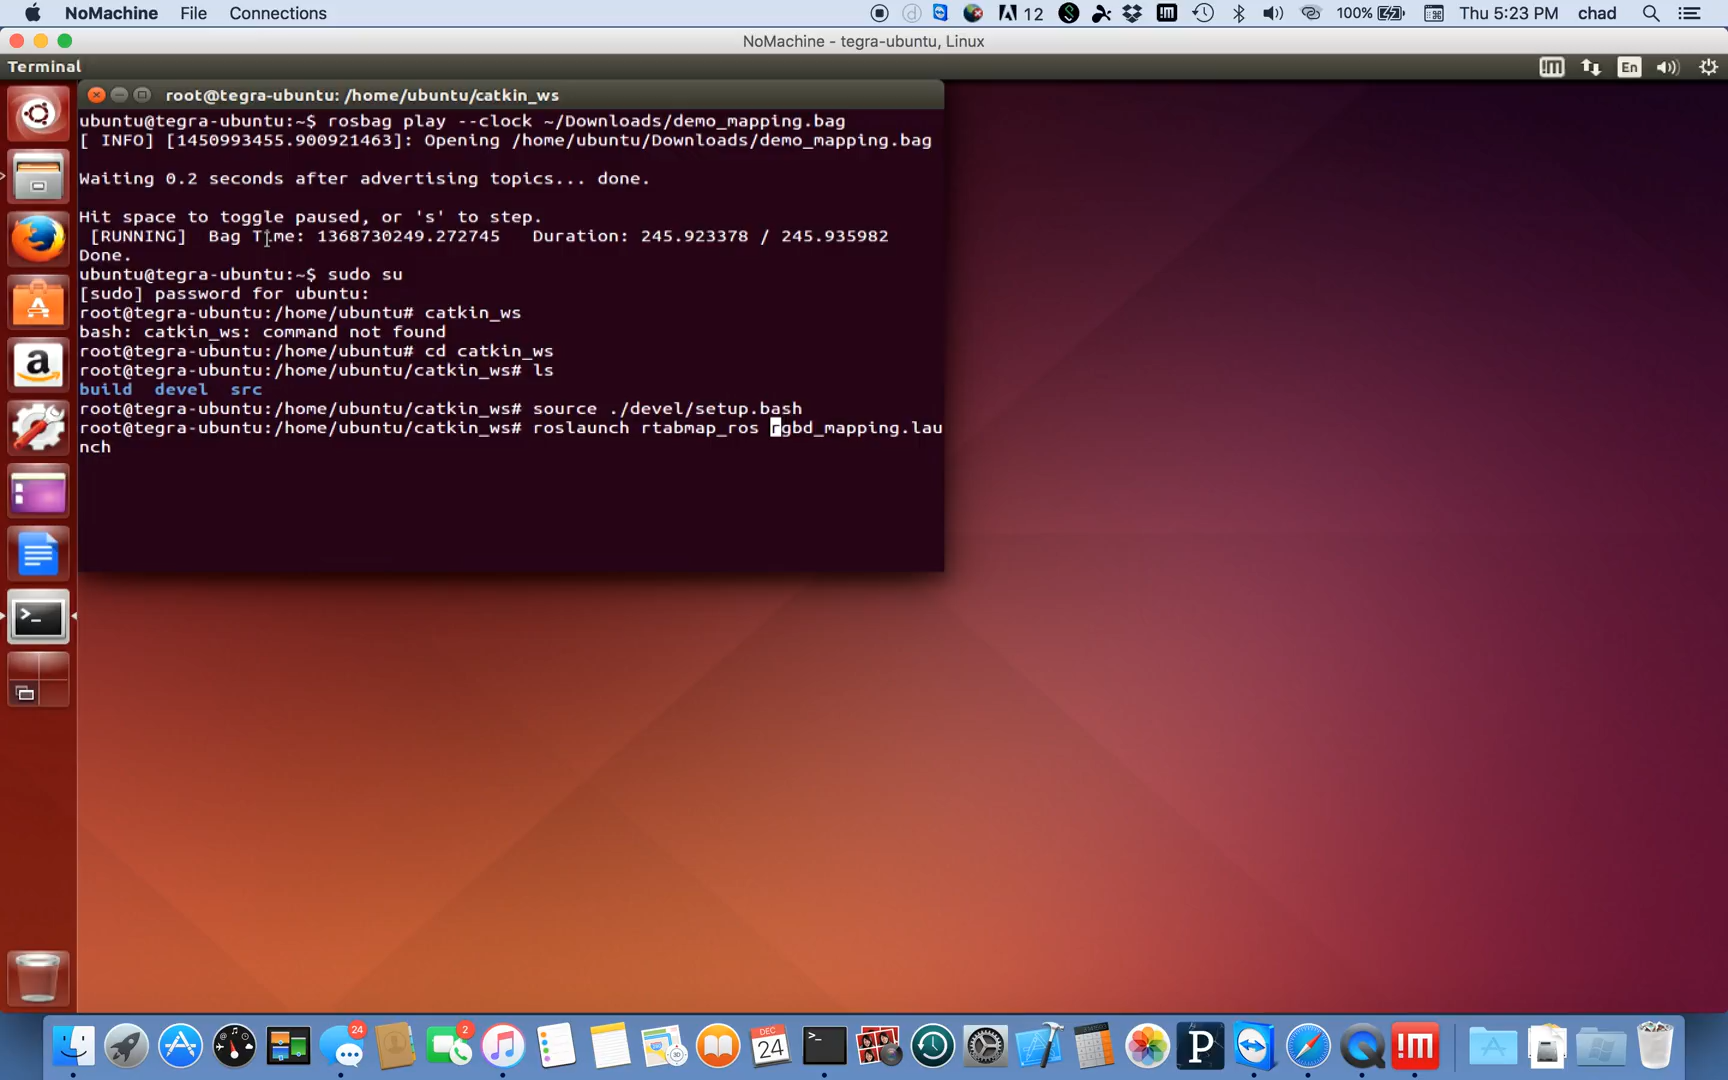 NoMachine File Connections 12 100% Thu 5:23 PM chad
NoMachine - tegra-ubuntu, Linux
Terminal En
root@tegra-ubuntu: /home/ubuntu/catkin_ws
ubuntu@tegra-ubuntu:~$ rosbag play --clock ~/Downloads/demo_mapping.bag
[ INFO] [1450993455.900921463]: Opening /home/ubuntu/Downloads/demo_mapping.bag
Waiting 0.2 seconds after advertising topics... done.
Hit space to toggle paused, or 's' to step.
[RUNNING] Bag Time: 1368730249.272745 Duration: 245.923378 / 245.935982
Done.
ubuntu@tegra-ubuntu:~$ sudo su
[sudo] password for ubuntu:
root@tegra-ubuntu:/home/ubuntu# catkin_ws
bash: catkin_ws: command not found
root@tegra-ubuntu:/home/ubuntu# cd catkin_ws
root@tegra-ubuntu:/home/ubuntu/catkin_ws# ls
build devel src
root@tegra-ubuntu:/home/ubuntu/catkin_ws# source ./devel/setup.bash
root@tegra-ubuntu:/home/ubuntu/catkin_ws# roslaunch rtabmap_ros rgbd_mapping.lau
nch
24
2
DEC
24